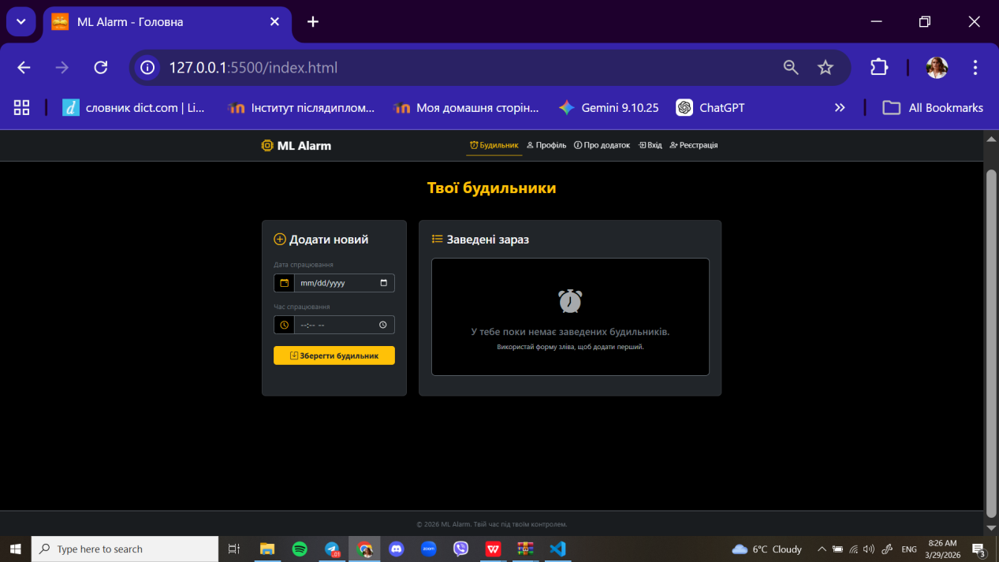 ML Alarm - Головна
127.0.0.1:5500/index.html
словник dict.com | Li...
Інститут післядиплом...
Моя домашня сторін...
Gemini 9.10.25
ChatGPT
All Bookmarks
ML Alarm
Будильник
Профіль
Про додаток
Вхід
Реєстрація
Твої будильники
Додати новий
Дата спрацювання
mm/dd/yyyy
Час спрацювання
--:-- --
Зберегти будильник
Заведені зараз
У тебе поки немає заведених будильників.
Використай форму зліва, щоб додати перший.
© 2026 ML Alarm. Твій час під твоїм контролем.
Type here to search
zoom
6°C Cloudy
ENG
8:26 AM
3/29/2026
3